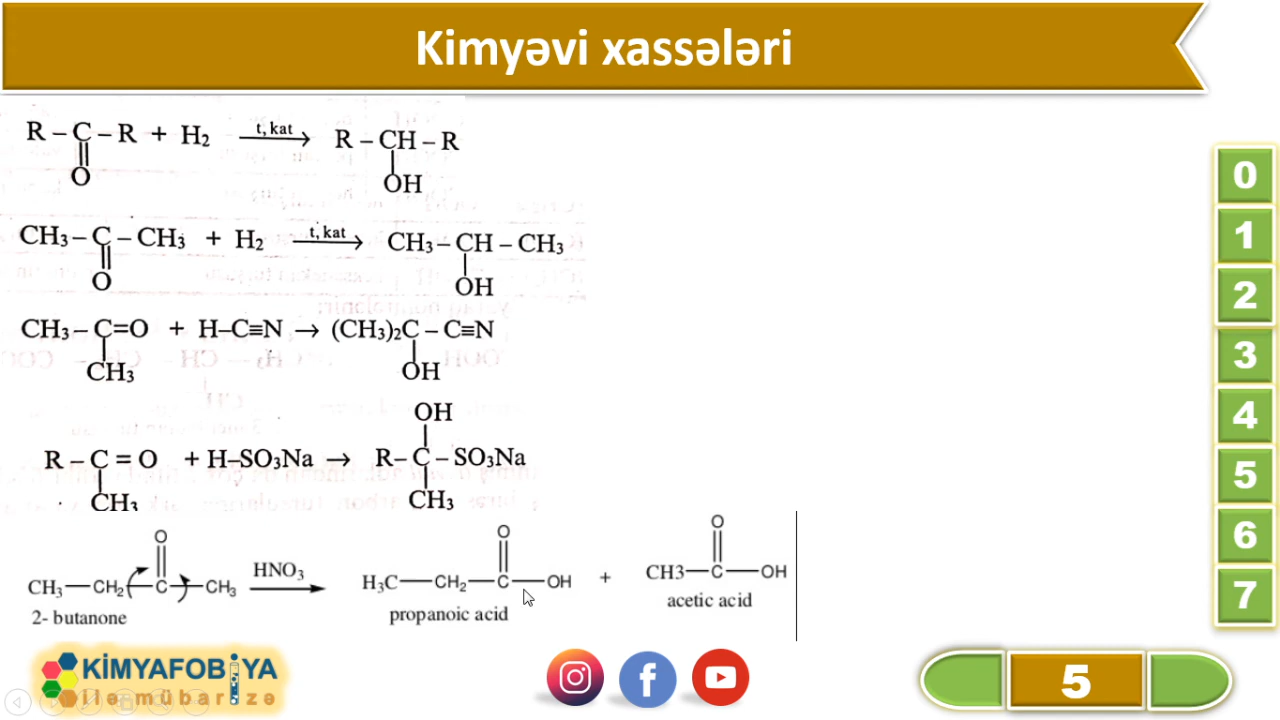 Kimyəvi xassələri
R – C – R + H₂ t, kat → R – CH – R
O OH
CH₃ – C – CH₃ + H₂ t, kat → CH₃ – CH – CH₃
O OH
CH₃ – C=O + H–C≡N → (CH₃)₂C – C≡N
CH₃ OH
OH
R – C = O + H–SO₃Na → R– C – SO₃Na
CH₃ CH₃
O O O
CH₃—CH₂—C—CH₃ HNO₃ → H₃C—CH₂—C—OH + CH3—C—OH
2- butanone propanoic acid acetic acid
0
1
2
3
4
5
6
7
KİMYAFOBİYA
ilə mübarizə
5